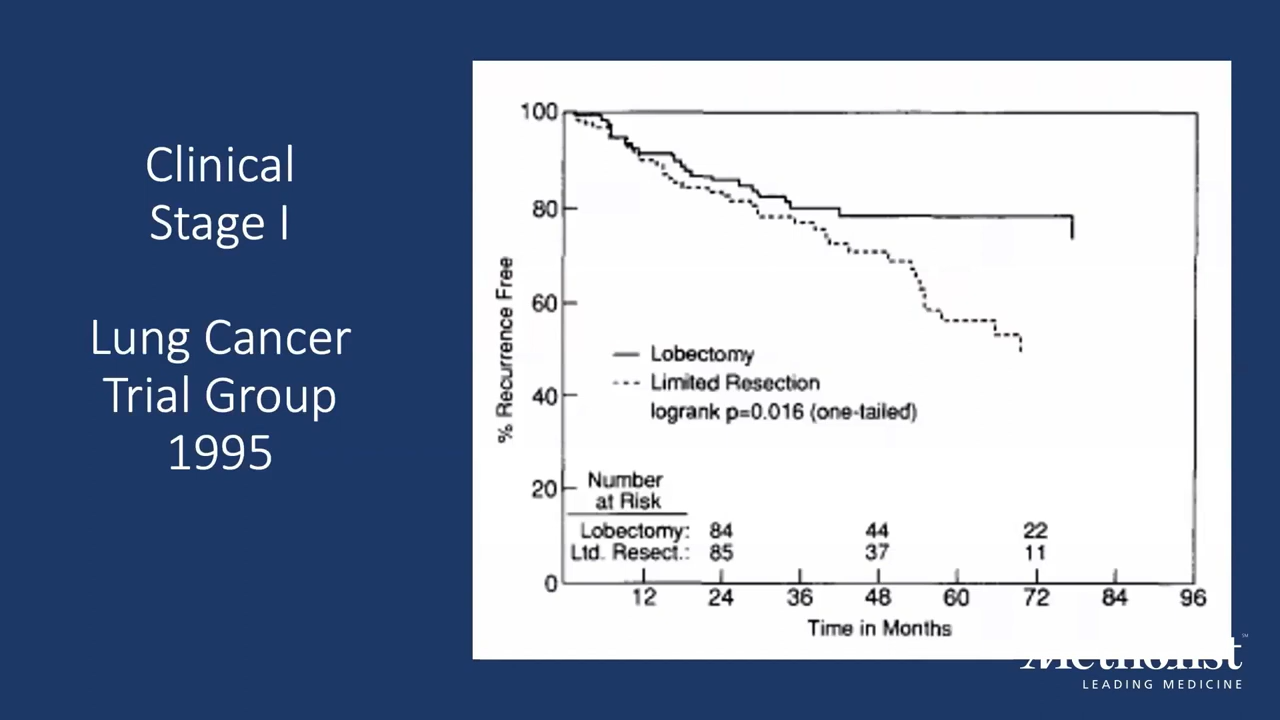 Clinical
Stage I
Lung Cancer
Trial Group
1995
100
80
60
40
20
0
% Recurrence Free
Lobectomy
Limited Resection
logrank p=0.016 (one-tailed)
Number
at Risk
Lobectomy: 84 44 22
Ltd. Resect.: 85 37 11
12 24 36 48 60 72 84 96
Time in Months
Methodist
LEADING MEDICINE